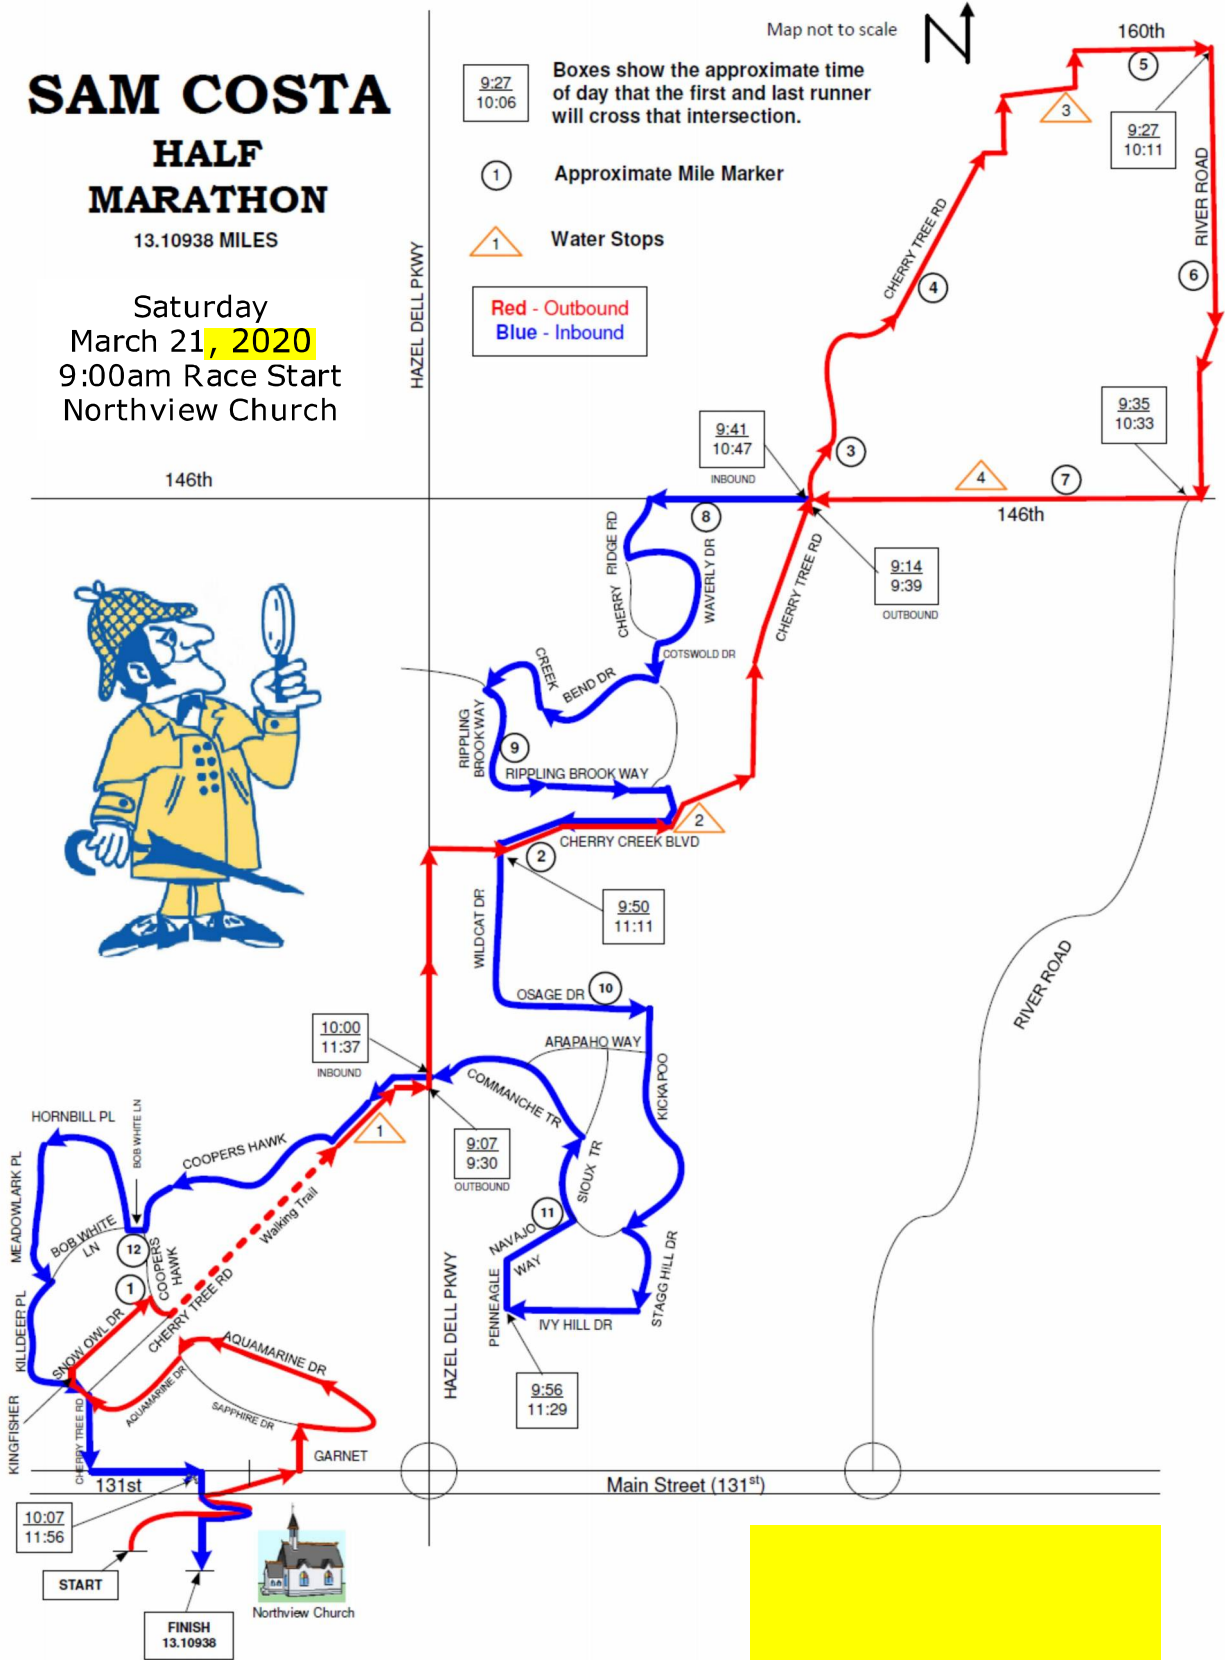 Map not to scale
N
160th
SAM COSTA
HALF
MARATHON
13.10938 MILES
Saturday
March 21, 2020
9:00am Race Start
Northview Church
9:27
10:06
Boxes show the approximate time
of day that the first and last runner
will cross that intersection.
1
Approximate Mile Marker
1
Water Stops
Red - Outbound
Blue - Inbound
HAZEL DELL PKWY
5
3
9:27
10:11
RIVER ROAD
CHERRY TREE RD
4
6
9:35
10:33
9:41
10:47
INBOUND
3
146th
4
7
146th
8
RIDGE RD
CHERRY
WAVERLY DR
CHERRY TREE RD
9:14
9:39
OUTBOUND
COTSWOLD DR
CREEK
BEND DR
RIPPLING
BROOKWAY
9
RIPPLING BROOK WAY
2
CHERRY CREEK BLVD
2
WILDCAT DR
9:50
11:11
OSAGE DR
10
RIVER ROAD
10:00
11:37
INBOUND
ARAPAHO WAY
COMMANCHE TR
KICKAPOO
HORNBILL PL
BOB WHITE LN
1
COOPERS HAWK
9:07
9:30
OUTBOUND
SIOUX TR
MEADOWLARK PL
Walking Trail
11
NAVAJO
WAY
BOB WHITE
LN
12
COOPERS
HAWK
1
STAGG HILL DR
PENNEAGLE
IVY HILL DR
HAZEL DELL PKWY
KILLDEER PL
SNOW OWL DR
CHERRY TREE RD
AQUAMARINE DR
AQUAMARINE DR
SAPPHIRE DR
9:56
11:29
KINGFISHER
CHERRY TREE RD
GARNET
131st
Main Street (131st)
10:07
11:56
START
Northview Church
FINISH
13.10938